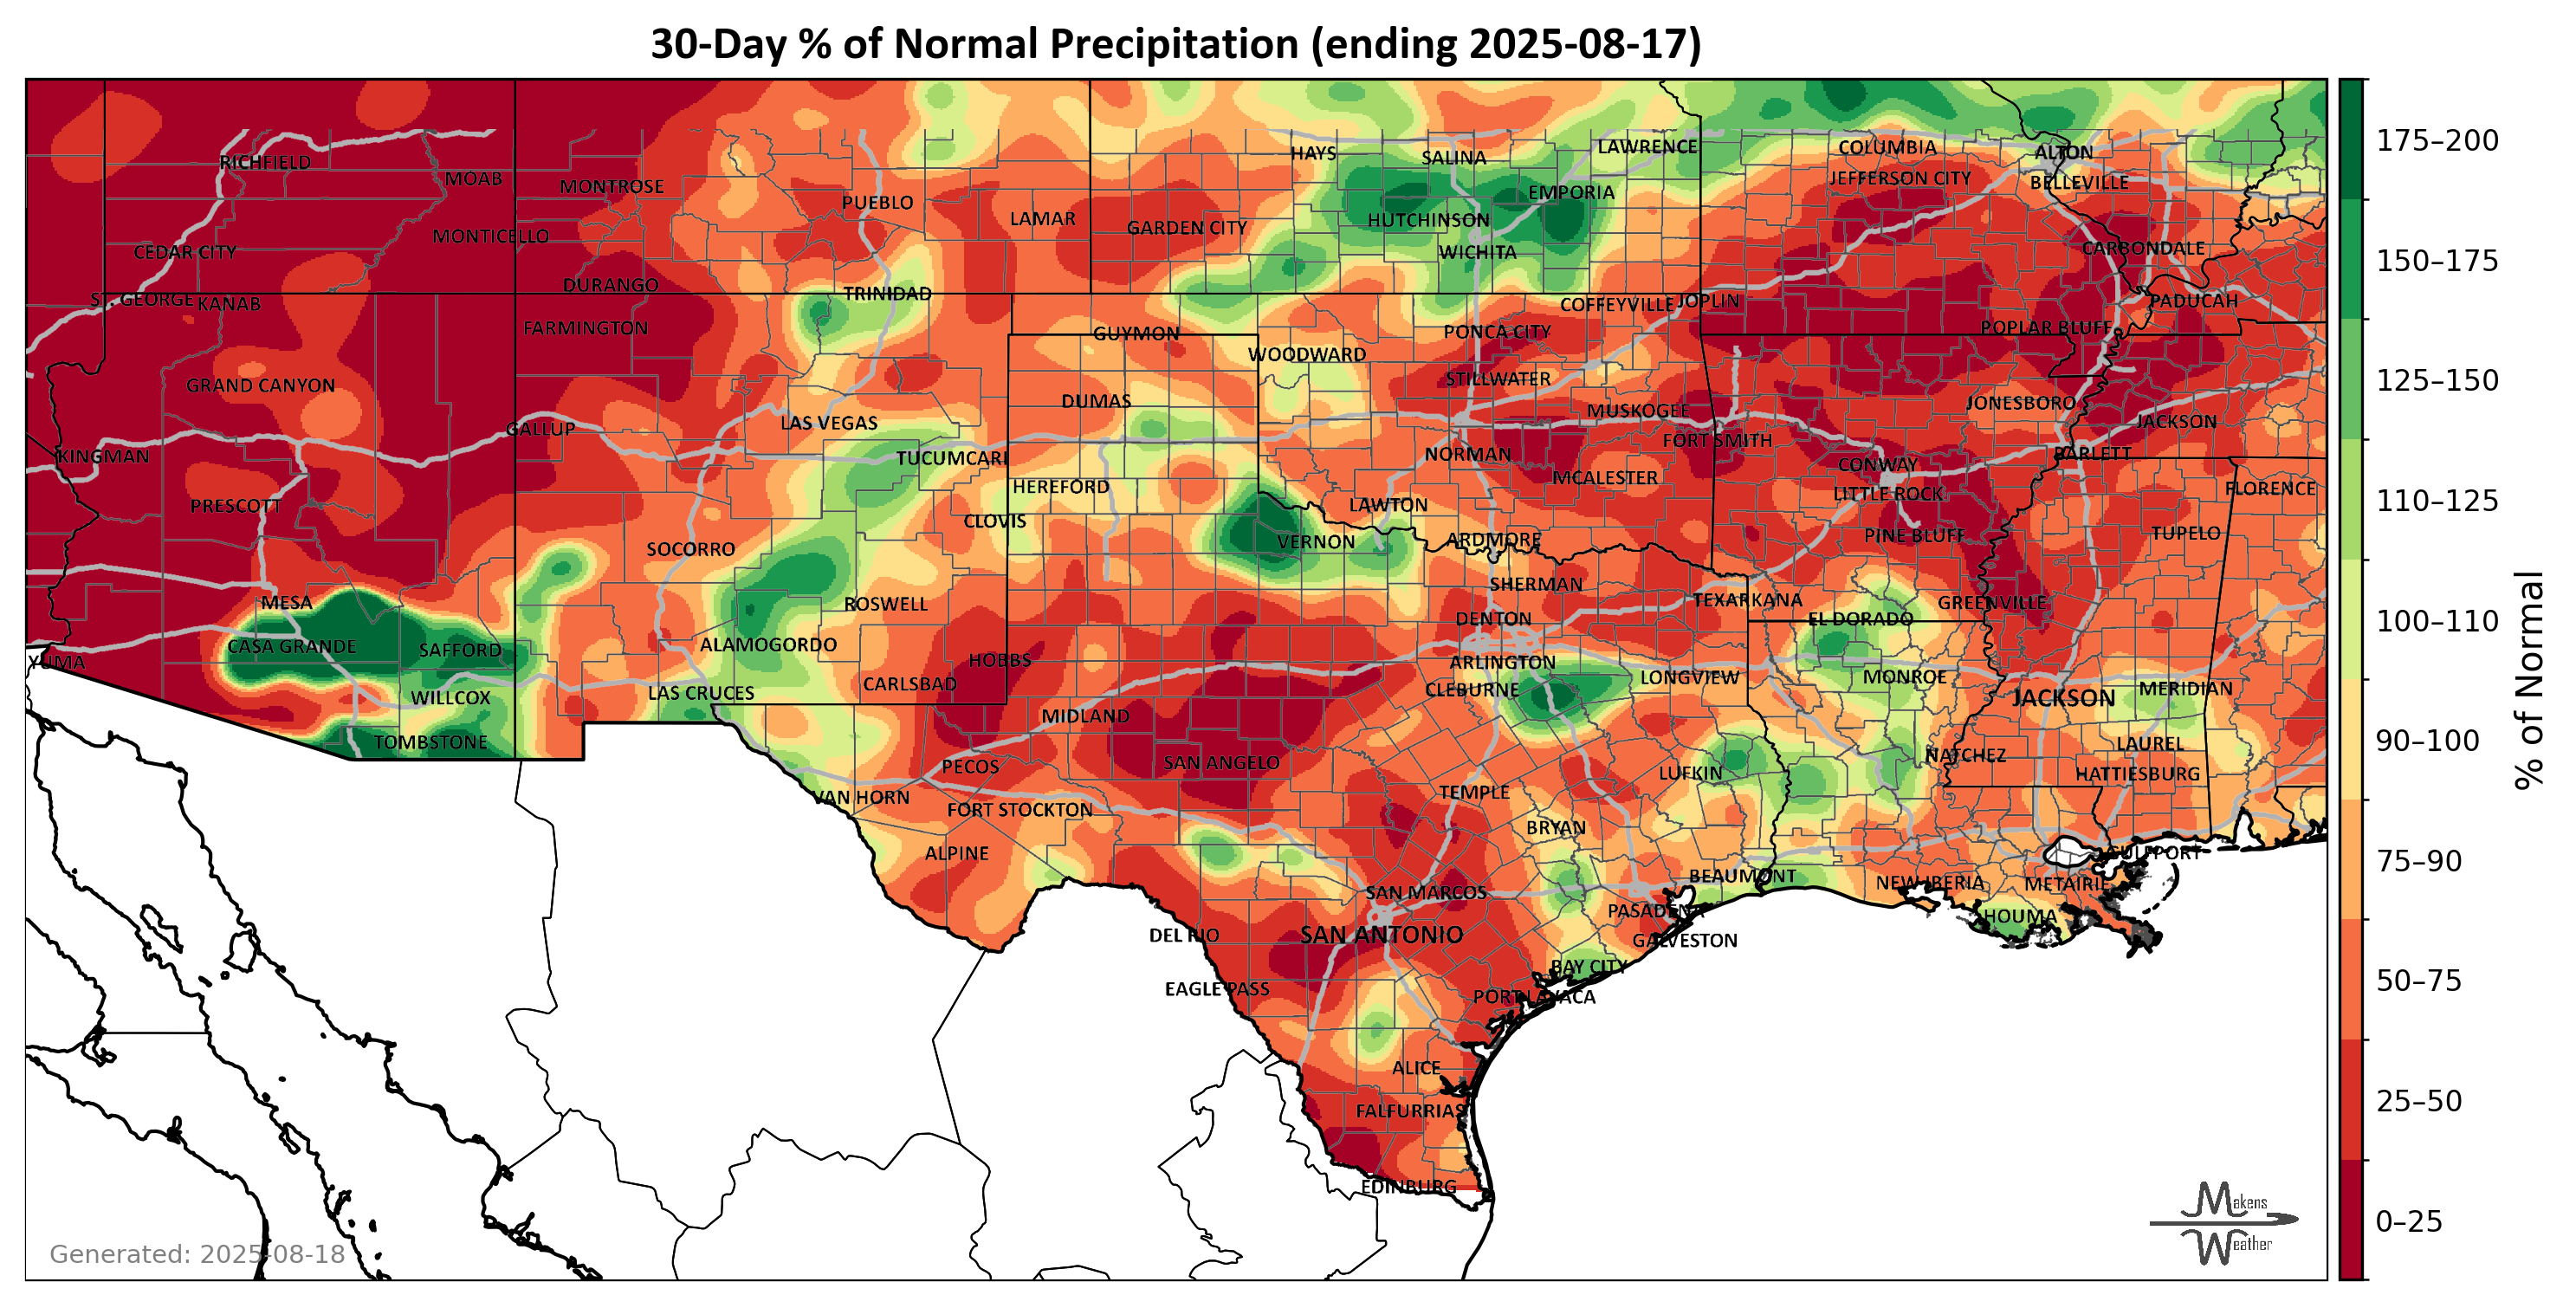 30-Day % of Normal Precipitation (ending 2025-08-17)
HAYS
SALINA
LAWRENCE
COLUMBIA
ALTON
RICHFIELD
MOAB
MONTROSE
JEFFERSON CITY
BELLEVILLE
PUEBLO
EMPORIA
LAMAR
GARDEN CITY
HUTCHINSON
MONTICELLO
CEDAR CITY
WICHITA
CARBONDALE
DURANGO
TRINIDAD
ST. GEORGE
KANAB
COFFEYVILLE
JOPLIN
PADUCAH
FARMINGTON
GUYMON
PONCA CITY
POPLAR BLUFF
WOODWARD
GRAND CANYON
STILLWATER
DUMAS
MUSKOGEE
JONESBORO
LAS VEGAS
JACKSON
GALLUP
FORT SMITH
KINGMAN
TUCUMCARI
NORMAN
BARLETT
CONWAY
MCALESTER
HEREFORD
LITTLE ROCK
FLORENCE
PRESCOTT
LAWTON
CLOVIS
PINE BLUFF
TUPELO
SOCORRO
VERNON
ARDMORE
SHERMAN
MESA
ROSWELL
TEXARKANA
GREENVILLE
DENTON
EL DORADO
CASA GRANDE
SAFFORD
ALAMOGORDO
YUMA
HOBBS
ARLINGTON
LONGVIEW
MONROE
CARLSBAD
CLEBURNE
WILLCOX
LAS CRUCES
JACKSON
MERIDIAN
MIDLAND
TOMBSTONE
LAUREL
NATCHEZ
PECOS
SAN ANGELO
LUFKIN
HATTIESBURG
VAN HORN
FORT STOCKTON
TEMPLE
BRYAN
ALPINE
GULFPORT
BEAUMONT
NEW IBERIA
METAIRIE
SAN MARCOS
PASADENA
HOUMA
DEL RIO
SAN ANTONIO
GALVESTON
BAY CITY
EAGLE PASS
PORT LAVACA
ALICE
FALFURRIAS
EDINBURG
Generated: 2025-08-18
Makens
Weather
175–200
150–175
125–150
110–125
100–110
90–100
75–90
50–75
25–50
0–25
% of Normal